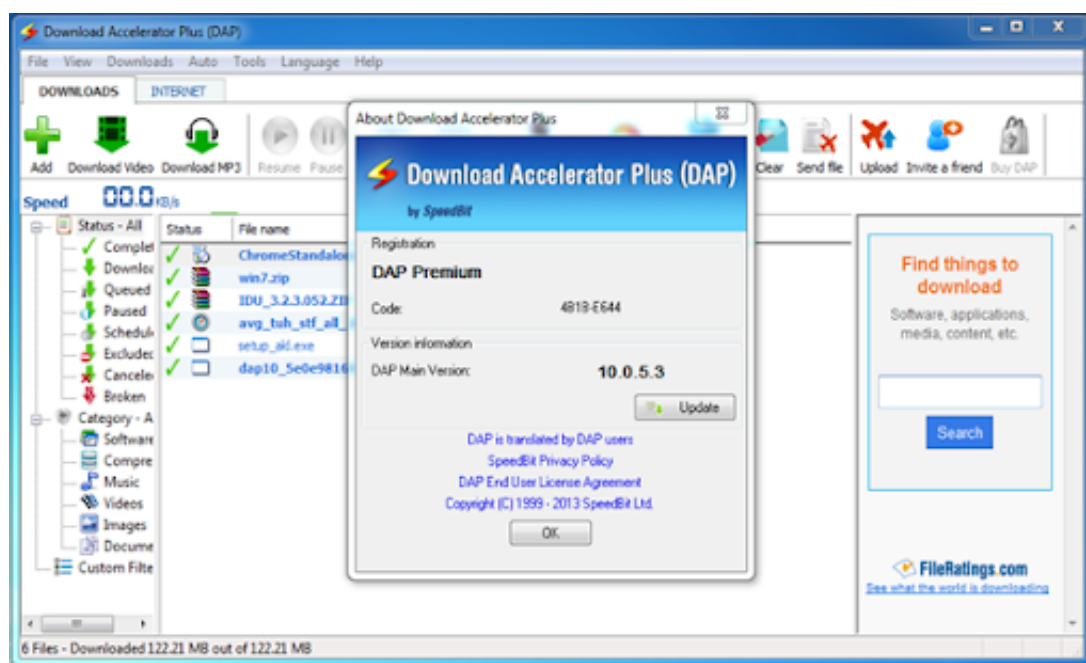 Download Accelerator Plus (DAP)
File View Downloads Auto Tools Language Help
DOWNLOADS INTERNET
Add Download Video Download MP3 Resume Pause Clear Send file Upload Invite a friend Buy DAP
Speed 00.0 KB/s
Status - All
Complet
Downloa
Queued
Paused
Schedule
Excludec
Cancele
Broken
Category - A
Software
Compre
Music
Videos
Images
Docume
Custom Filte
Status File name
ChromeStandalo
win7.zip
IDU_3.2.3.052.ZI
avg_tuh_stf_all_
setup_akl.exe
dap10_5e0e9816
About Download Accelerator Plus
Download Accelerator Plus (DAP)
by SpeedBit
Registration
DAP Premium
Code: 4818-E644
Version information
DAP Main Version: 10.0.5.3
Update
DAP is translated by DAP users
SpeedBit Privacy Policy
DAP End User License Agreement
Copyright (C) 1999 - 2013 SpeedBit Ltd.
OK
Find things to
download
Software, applications,
media, content, etc.
Search
FileRatings.com
See what the world is downloading
6 Files - Downloaded 122.21 MB out of 122.21 MB